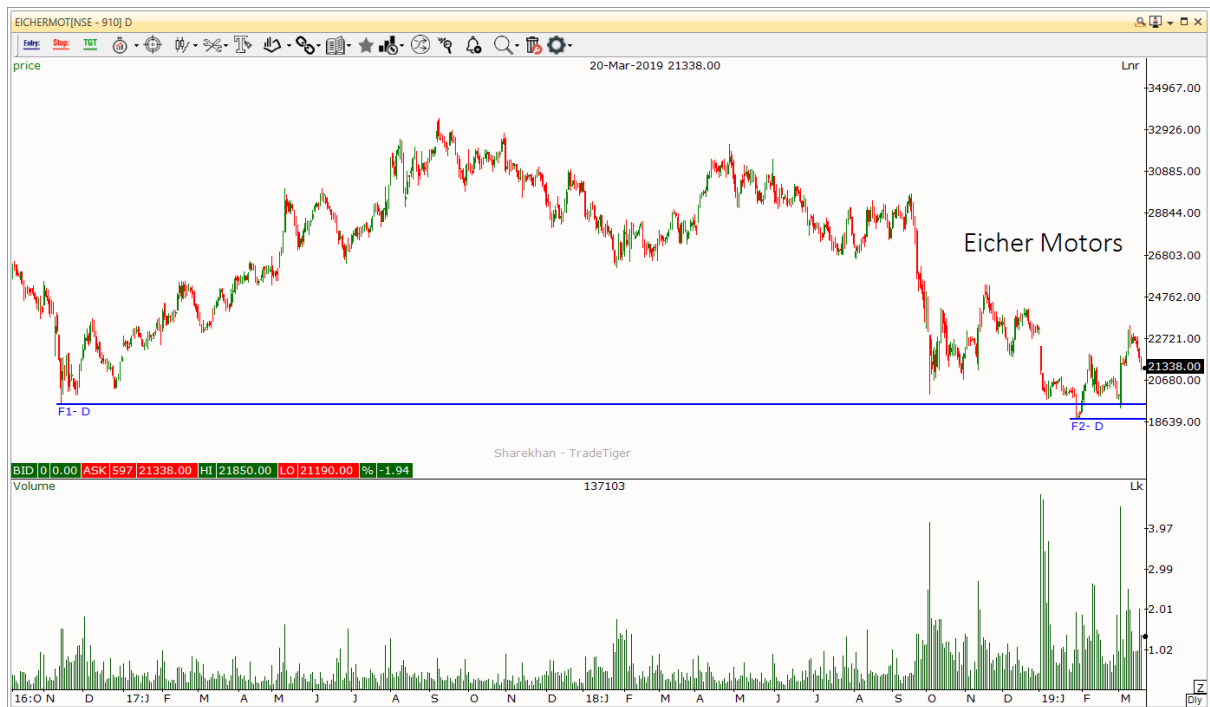 EICHERMOT[NSE - 910] D
Entry: Stop: TGT
price 20-Mar-2019 21338.00 Lnr
34967.00
32926.00
30885.00
28844.00
Eicher Motors
26803.00
24762.00
22721.00
21338.00
20680.00
F1- D
18639.00
F2- D
Sharekhan - TradeTiger
BID 0 0.00 ASK 597 21338.00 HI 21850.00 LO 21190.00 % -1.94
Volume 137103 Lk
3.97
2.99
2.01
1.02
16:O N D 17:J F M A M J J A S O N D 18:J F M A M J J A S O N D 19:J F M
Z
Dly